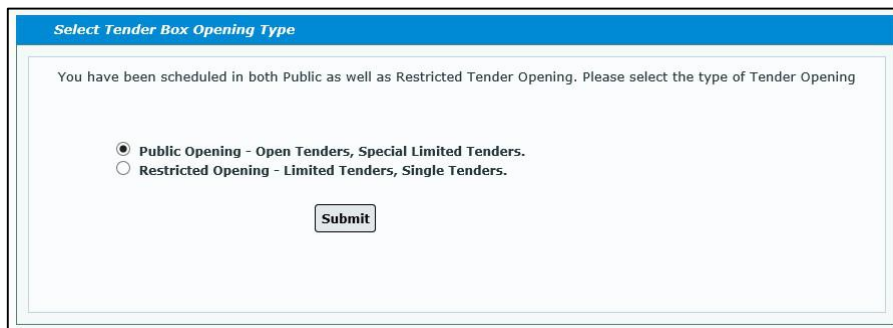 Select Tender Box Opening Type
You have been scheduled in both Public as well as Restricted Tender Opening. Please select the type of Tender Opening
Public Opening - Open Tenders, Special Limited Tenders.
Restricted Opening - Limited Tenders, Single Tenders.
Submit